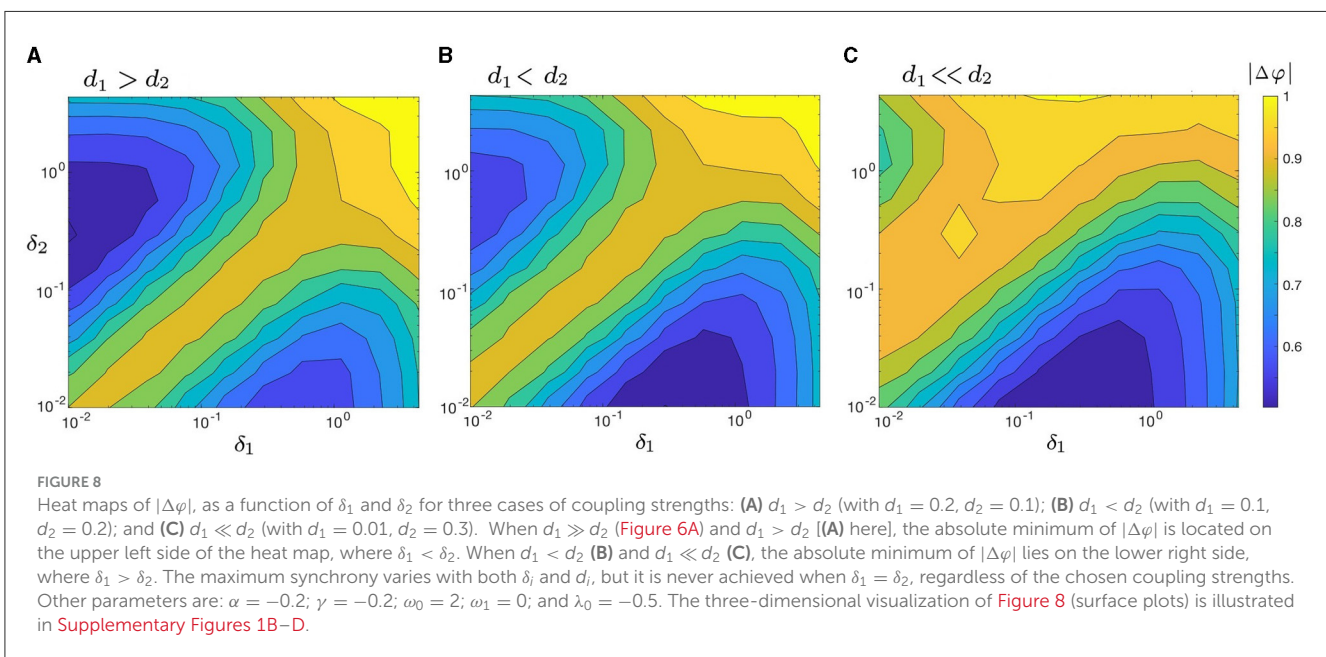 A
B
C
d₁ > d₂
d₁ < d₂
d₁ << d₂
|Δφ|
10⁰
10⁻¹
10⁻²
δ₂
10⁻²
10⁻¹
10⁰
δ₁
10⁰
10⁻¹
10⁻²
10⁻²
10⁻¹
10⁰
δ₁
10⁰
10⁻¹
10⁻²
10⁻²
10⁻¹
10⁰
δ₁
1
0.9
0.8
0.7
0.6
FIGURE 8
Heat maps of |Δφ|, as a function of δ₁ and δ₂ for three cases of coupling strengths: (A) d₁ > d₂ (with d₁ = 0.2, d₂ = 0.1); (B) d₁ < d₂ (with d₁ = 0.1,
d₂ = 0.2); and (C) d₁ ≪ d₂ (with d₁ = 0.01, d₂ = 0.3). When d₁ ≫ d₂ (Figure 6A) and d₁ > d₂ [(A) here], the absolute minimum of |Δφ| is located on
the upper left side of the heat map, where δ₁ < δ₂. When d₁ < d₂ (B) and d₁ ≪ d₂ (C), the absolute minimum of |Δφ| lies on the lower right side,
where δ₁ > δ₂. The maximum synchrony varies with both δᵢ and dᵢ, but it is never achieved when δ₁ = δ₂, regardless of the chosen coupling strengths.
Other parameters are: α = −0.2; γ = −0.2; ω₀ = 2; ω₁ = 0; and λ₀ = −0.5. The three-dimensional visualization of Figure 8 (surface plots) is illustrated
in Supplementary Figures 1B–D.